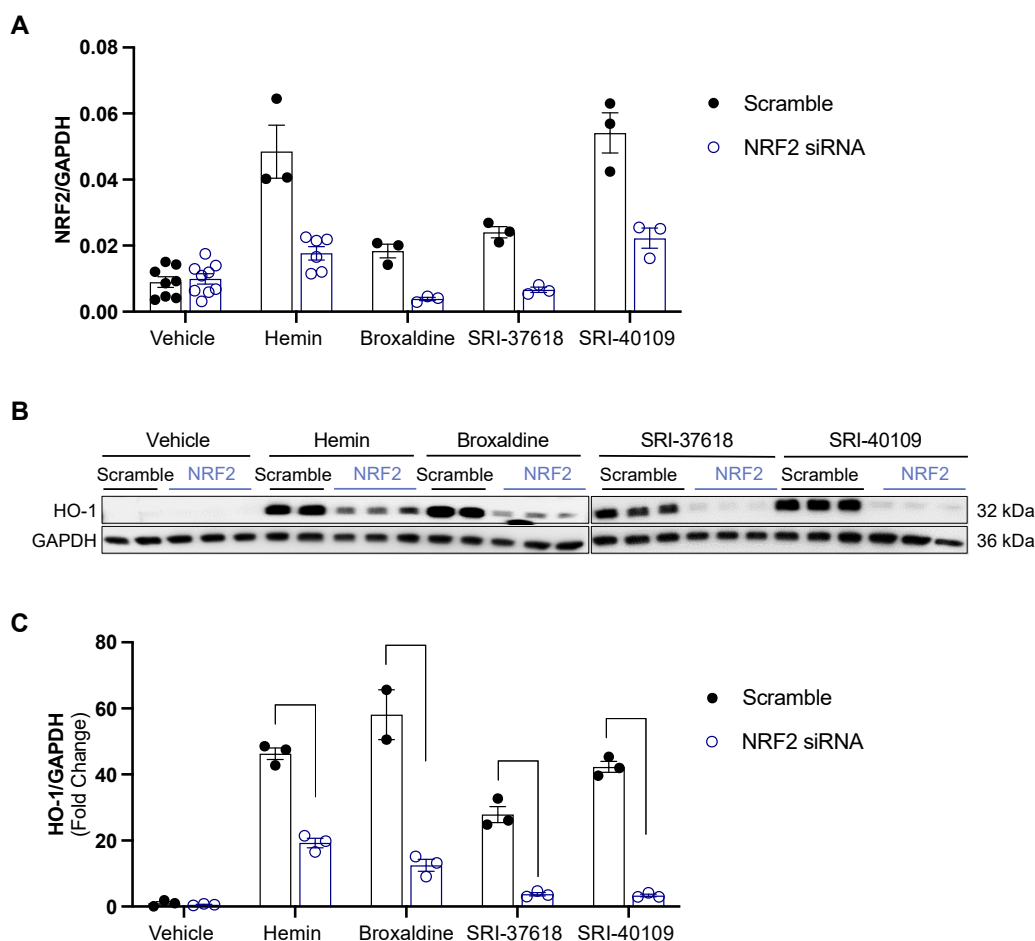 A
NRF2/GAPDH
0.08
0.06
0.04
0.02
0.00
Vehicle Hemin Broxaldine SRI-37618 SRI-40109
Scramble
NRF2 siRNA
B
Vehicle Hemin Broxaldine SRI-37618 SRI-40109
Scramble NRF2 Scramble NRF2 Scramble NRF2 Scramble NRF2 Scramble NRF2
HO-1 32 kDa
GAPDH 36 kDa
C
HO-1/GAPDH
(Fold Change)
80
60
40
20
0
Vehicle Hemin Broxaldine SRI-37618 SRI-40109
Scramble
NRF2 siRNA